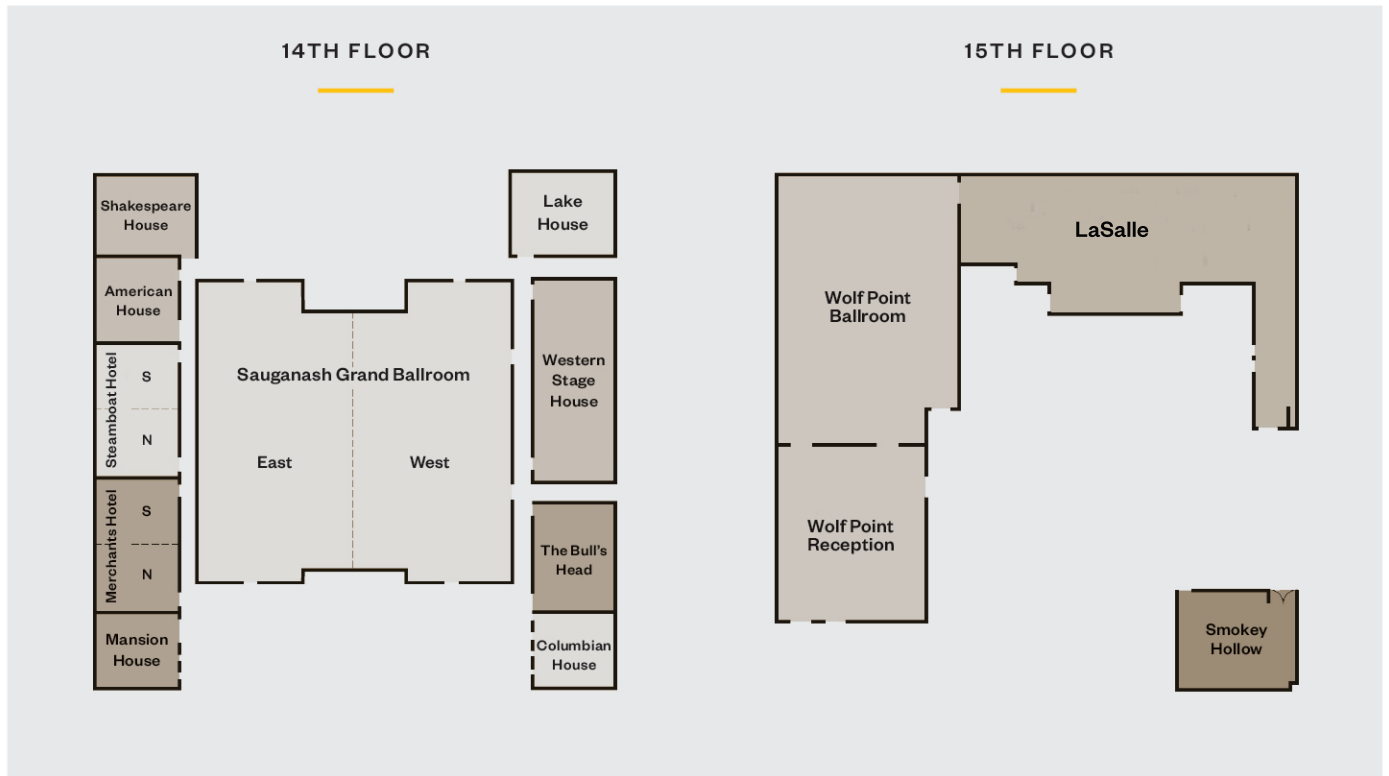 14TH FLOOR
Shakespeare
House
American
House
Steamboat Hotel
S
N
Merchants Hotel
S
N
Mansion
House
Sauganash Grand Ballroom
East
West
Lake
House
Western
Stage
House
The Bull's
Head
Columbian
House
15TH FLOOR
Wolf Point
Ballroom
LaSalle
Wolf Point
Reception
Smokey
Hollow